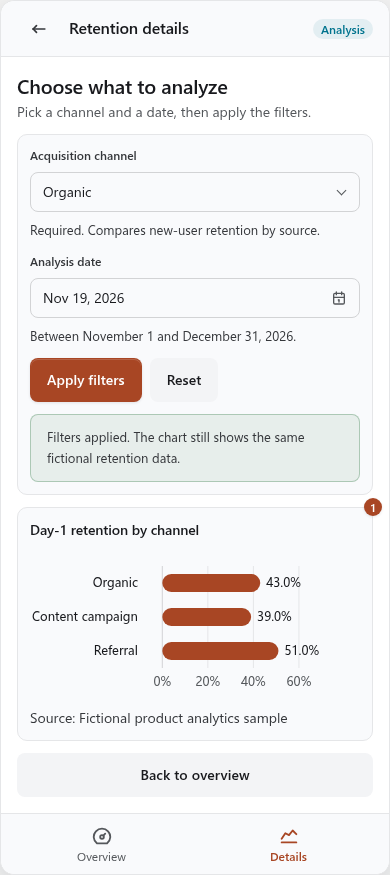 Retention details
Analysis
Choose what to analyze
Pick a channel and a date, then apply the filters.
Acquisition channel
Organic
Required. Compares new-user retention by source.
Analysis date
Nov 19, 2026
Between November 1 and December 31, 2026.
Apply filters
Reset
Filters applied. The chart still shows the same
fictional retention data.
1
Day-1 retention by channel
Organic 43.0%
Content campaign 39.0%
Referral 51.0%
0% 20% 40% 60%
Source: Fictional product analytics sample
Back to overview
Overview
Details